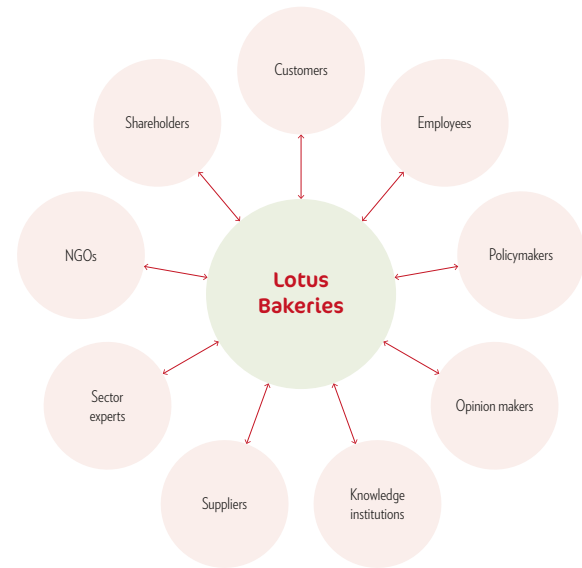 Customers
Shareholders
Employees
NGOs
Policymakers
Lotus
Bakeries
Sector
experts
Opinion makers
Suppliers
Knowledge
institutions